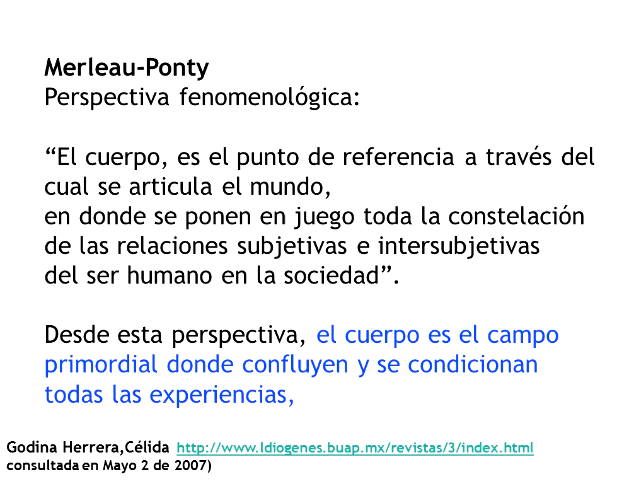 Merleau-Ponty
Perspectiva fenomenológica:
“El cuerpo, es el punto de referencia a través del
cual se articula el mundo,
en donde se ponen en juego toda la constelación
de las relaciones subjetivas e intersubjetivas
del ser humano en la sociedad”.
Desde esta perspectiva, el cuerpo es el campo
primordial donde confluyen y se condicionan
todas las experiencias,
Godina Herrera,Célida http://www.ldiogenes.buap.mx/revistas/3/index.html
consultada en Mayo 2 de 2007)